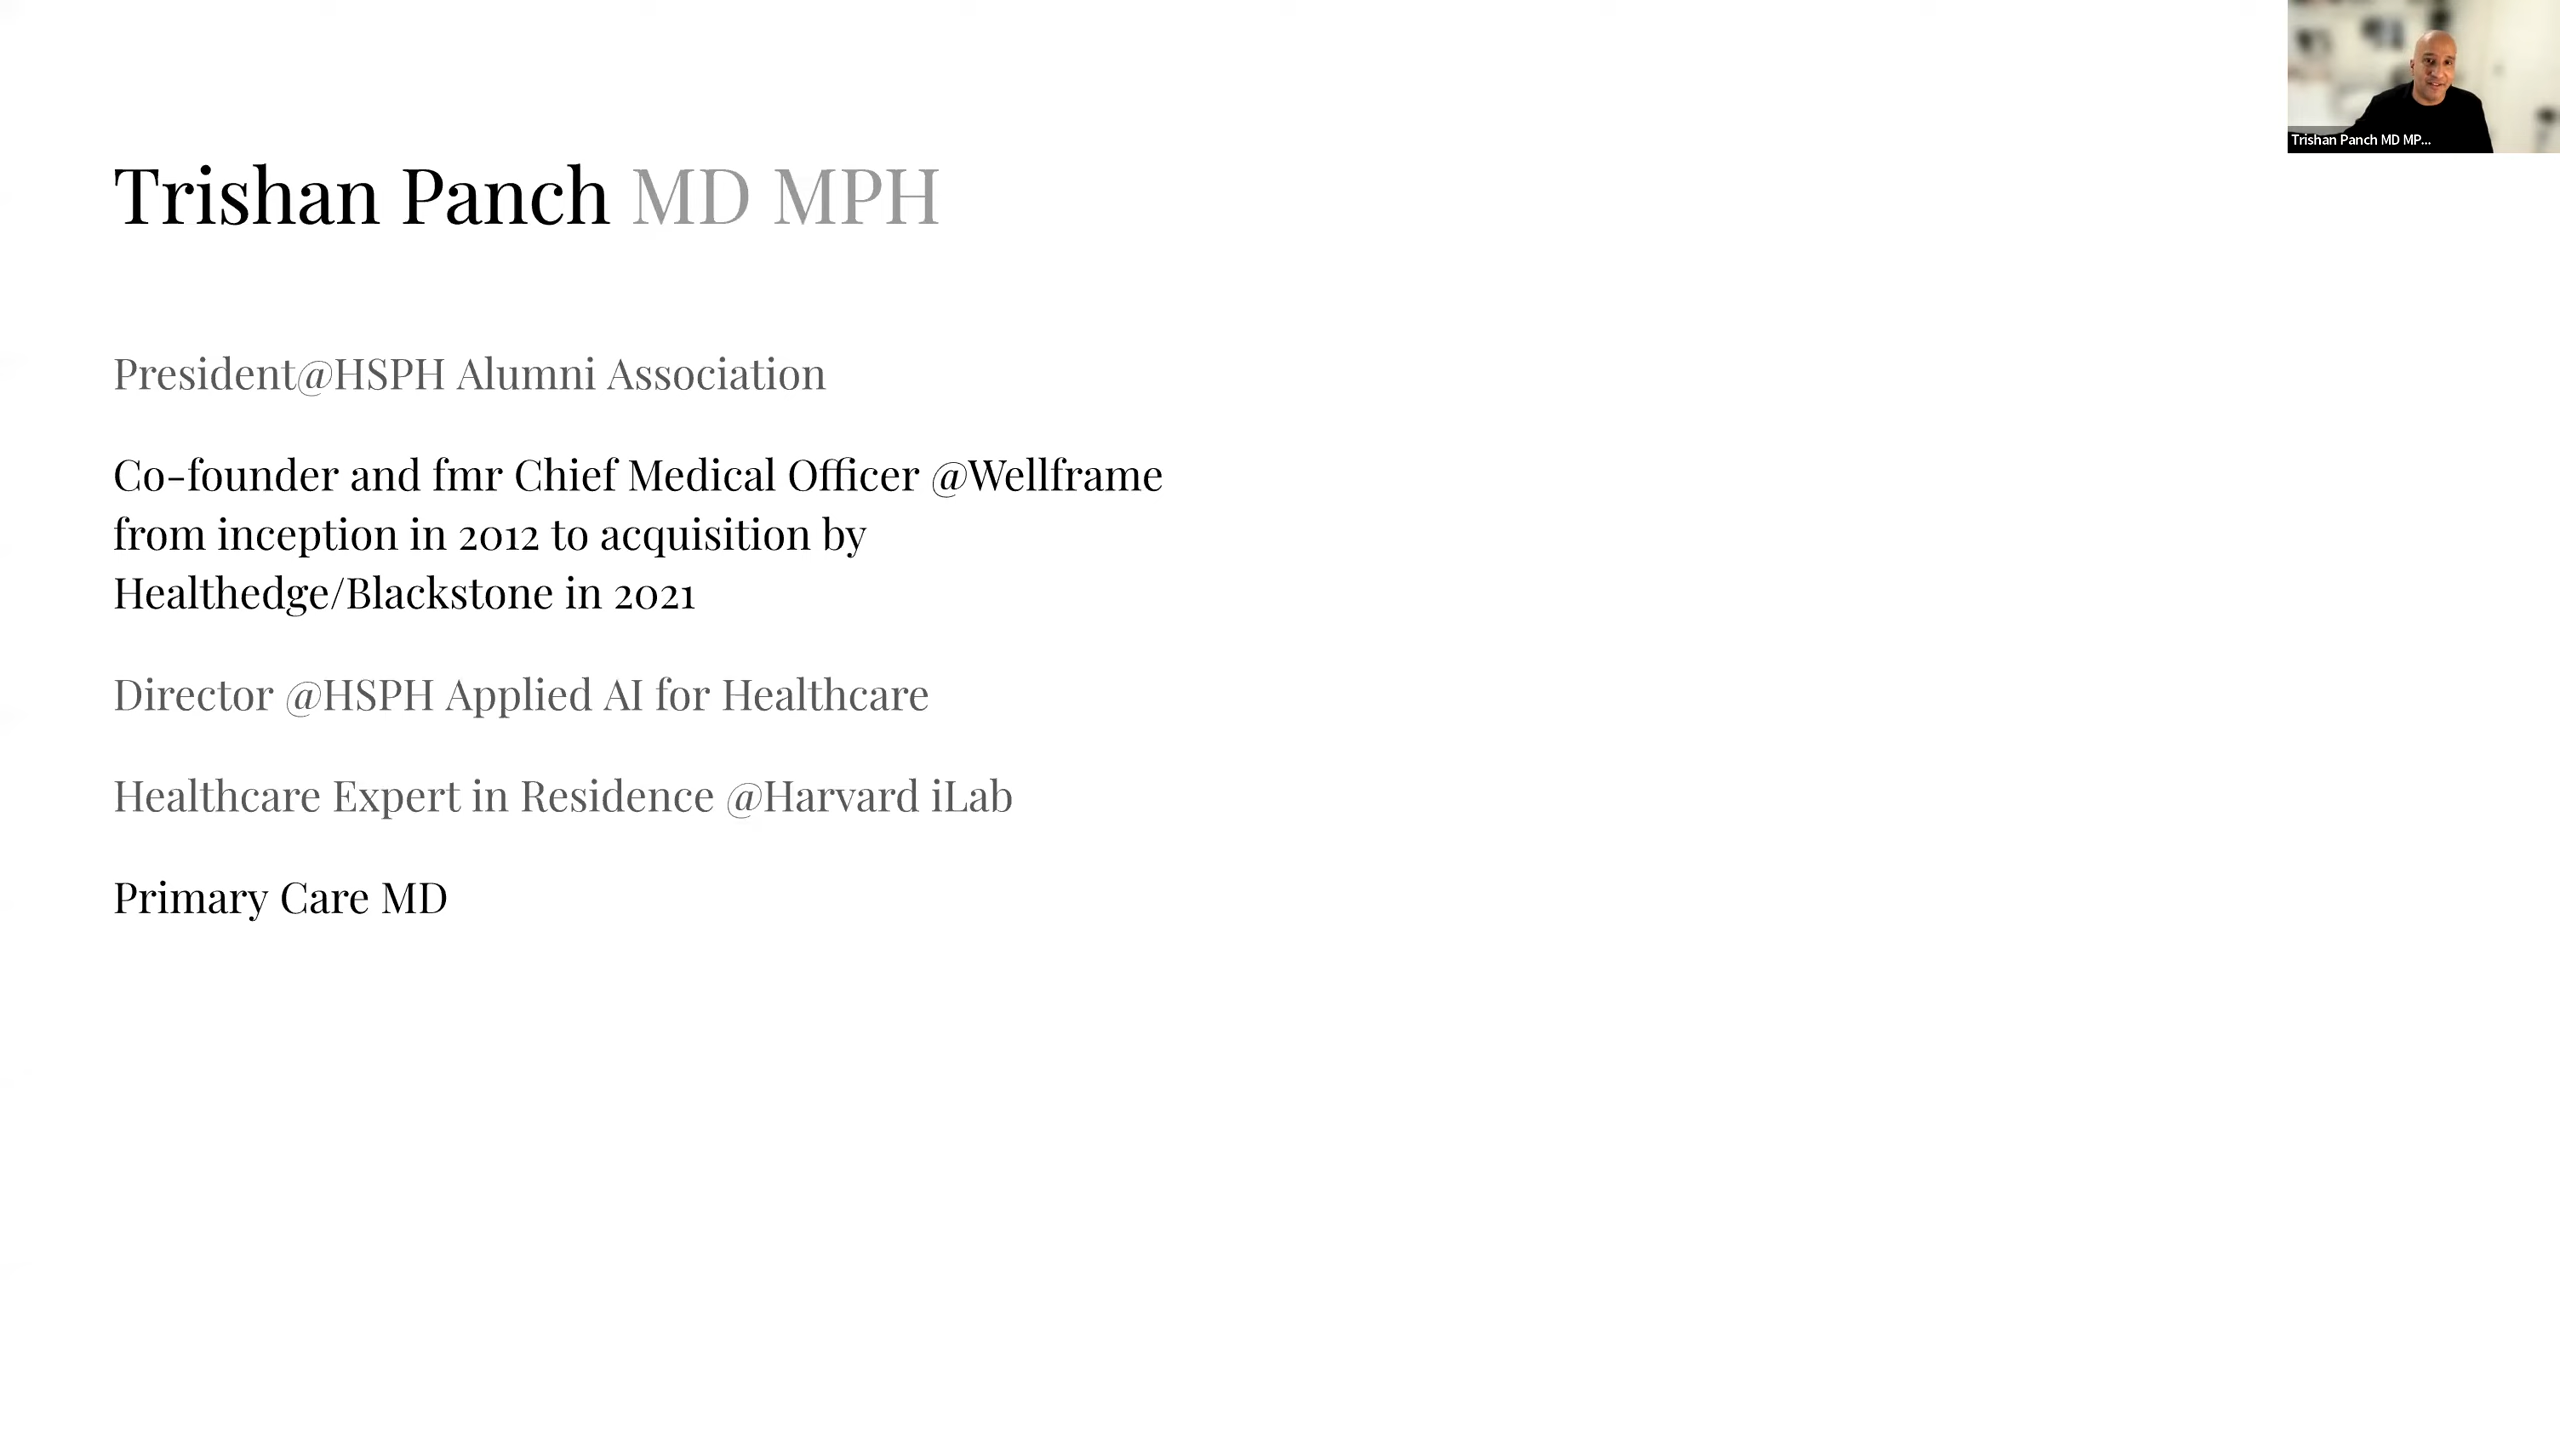 Trishan Panch MD MPH
President@HSPH Alumni Association
Co-founder and fmr Chief Medical Officer @Wellframe
from inception in 2012 to acquisition by
Healthedge/Blackstone in 2021
Director @HSPH Applied AI for Healthcare
Healthcare Expert in Residence @Harvard iLab
Primary Care MD
Trishan Panch MD MP...